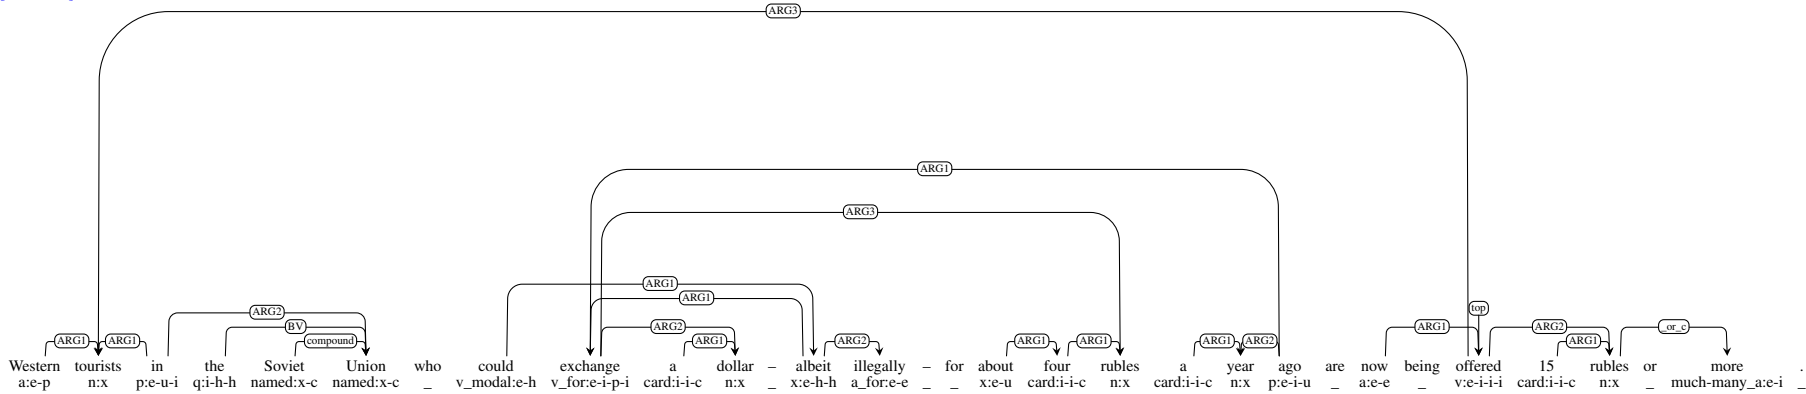 ARG3
ARG1
ARG3
ARG1
ARG1
top
ARG2
BV ARG2 ARG1 ARG2
ARG1 ARG1 compound ARG1 ARG2 ARG1 ARG1 ARG1 ARG2 ARG1 _or_c
Western tourists in the Soviet Union who could exchange a dollar – albeit illegally – for about four rubles a year ago are now being offered 15 rubles or more .
a:e-p n:x p:e-u-i q:i-h-h named:x-c named:x-c _ v_modal:e-h v_for:e-i-p-i card:i-i-c n:x _ x:e-h-h a_for:e-e _ _ x:e-u card:i-i-c n:x card:i-i-c n:x p:e-i-u _ a:e-e _ v:e-i-i-i card:i-i-c n:x _ much-many_a:e-i _